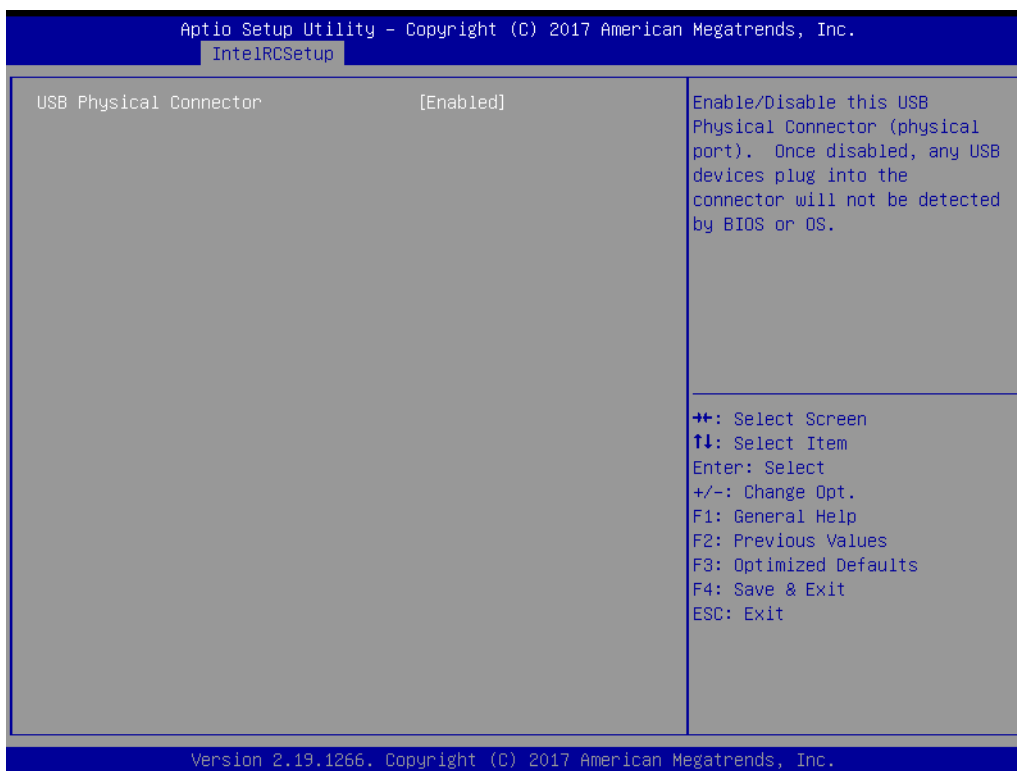 Aptio Setup Utility – Copyright (C) 2017 American Megatrends, Inc.
IntelRCSetup
USB Physical Connector [Enabled]
Enable/Disable this USB
Physical Connector (physical
port).  Once disabled, any USB
devices plug into the
connector will not be detected
by BIOS or OS.
→←: Select Screen
↑↓: Select Item
Enter: Select
+/-: Change Opt.
F1: General Help
F2: Previous Values
F3: Optimized Defaults
F4: Save & Exit
ESC: Exit
Version 2.19.1266. Copyright (C) 2017 American Megatrends, Inc.